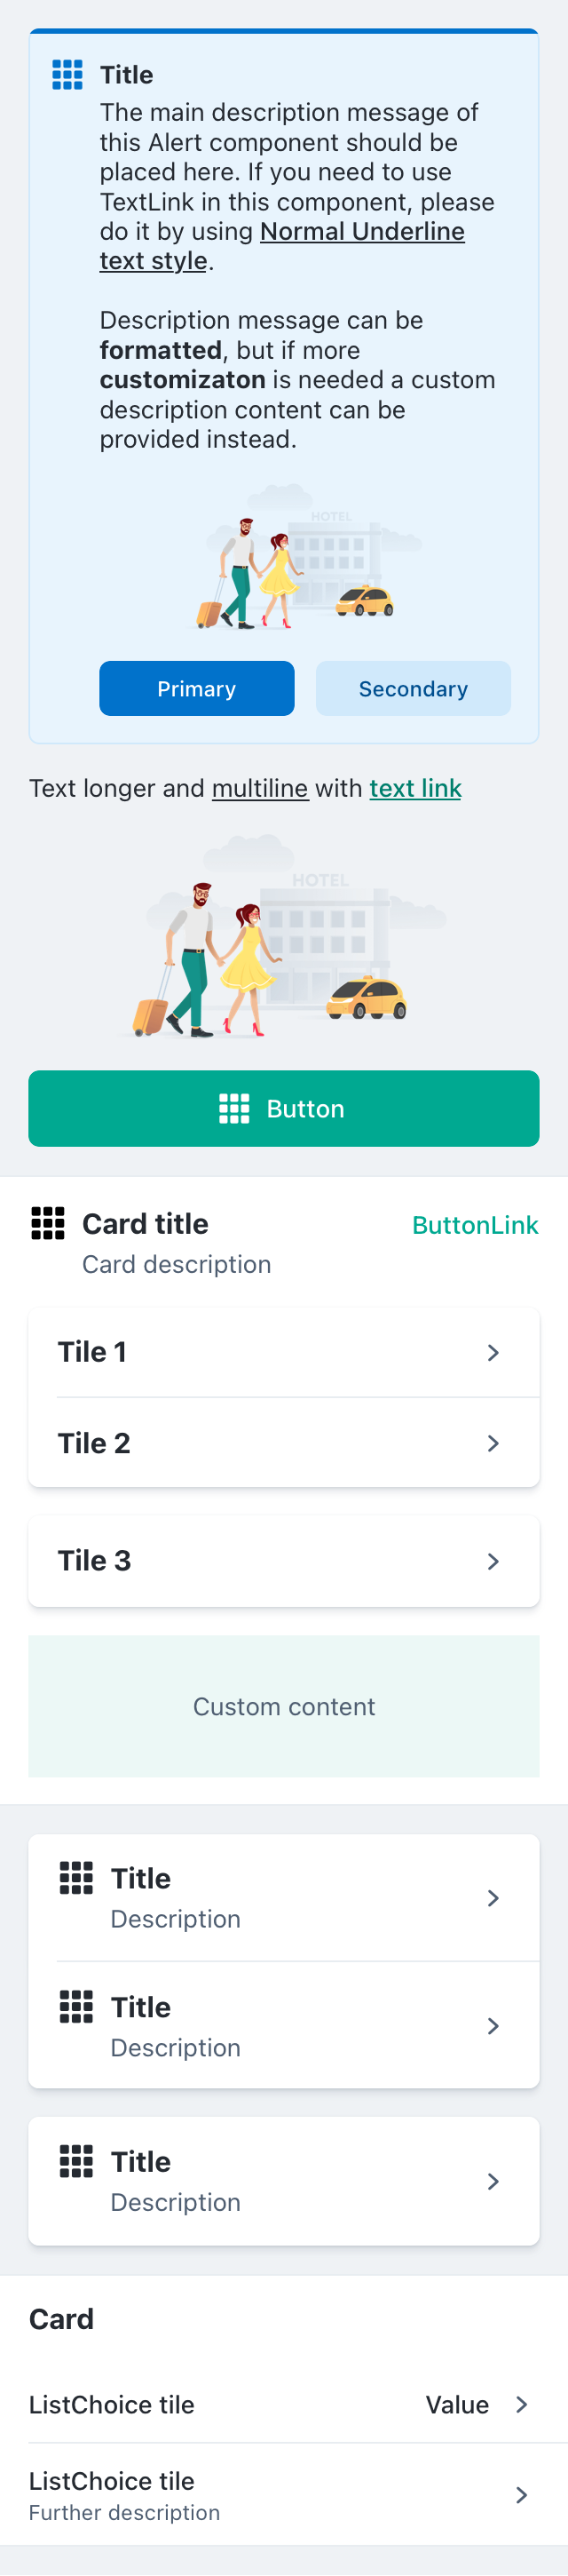 Title
The main description message of
this Alert component should be
placed here. If you need to use
TextLink in this component, please
do it by using Normal Underline
text style.
Description message can be
formatted, but if more
customizaton is needed a custom
description content can be
provided instead.
HOTEL
Primary
Secondary
Text longer and multiline with text link
HOTEL
Button
Card title
ButtonLink
Card description
Tile 1
Tile 2
Tile 3
Custom content
Title
Description
Title
Description
Title
Description
Card
ListChoice tile
Value
ListChoice tile
Further description